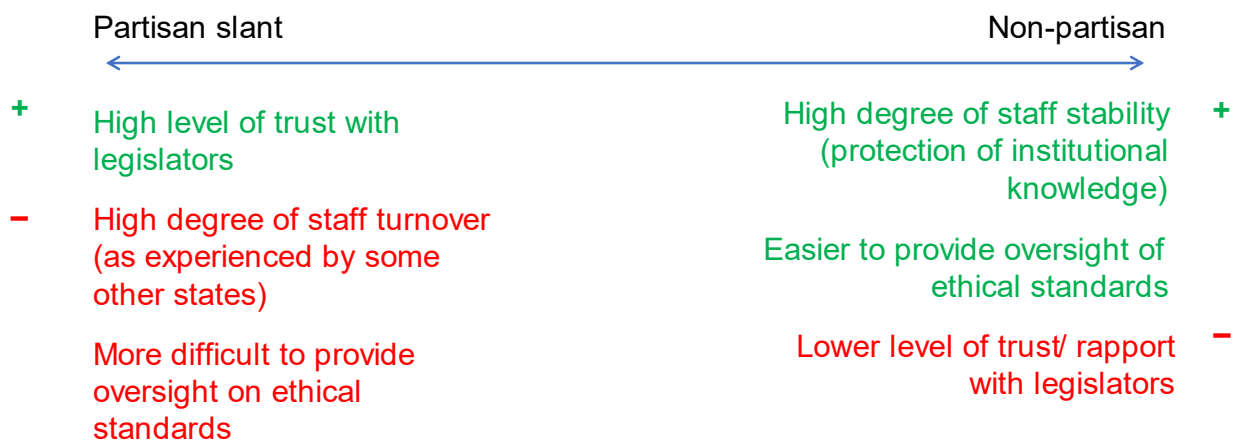 Partisan slant
Non-partisan
+
High level of trust with
legislators
–
High degree of staff turnover
(as experienced by some
other states)
More difficult to provide
oversight on ethical
standards
High degree of staff stability
(protection of institutional
knowledge)
+
Easier to provide oversight of
ethical standards
Lower level of trust/ rapport
with legislators
–